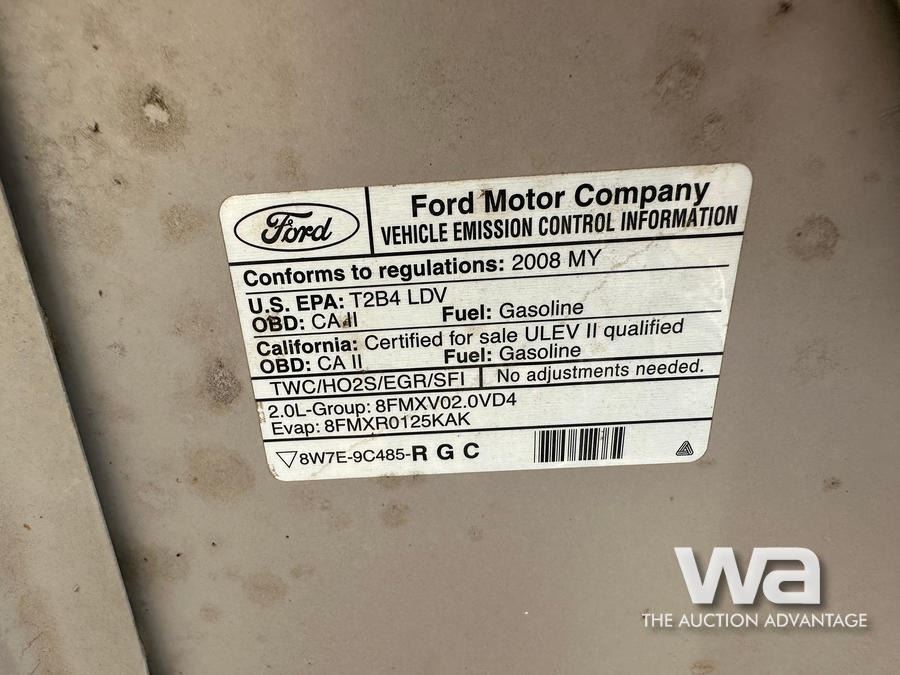 Ford
Ford Motor Company
VEHICLE EMISSION CONTROL INFORMATION
Conforms to regulations: 2008 MY
U.S. EPA: T2B4 LDV
OBD: CA II Fuel: Gasoline
California: Certified for sale ULEV II qualified
OBD: CA II Fuel: Gasoline
TWC/HO2S/EGR/SFI No adjustments needed.
2.0L-Group: 8FMXV02.0VD4
Evap: 8FMXR0125KAK
8W7E-9C485-R G C
wa
THE AUCTION ADVANTAGE